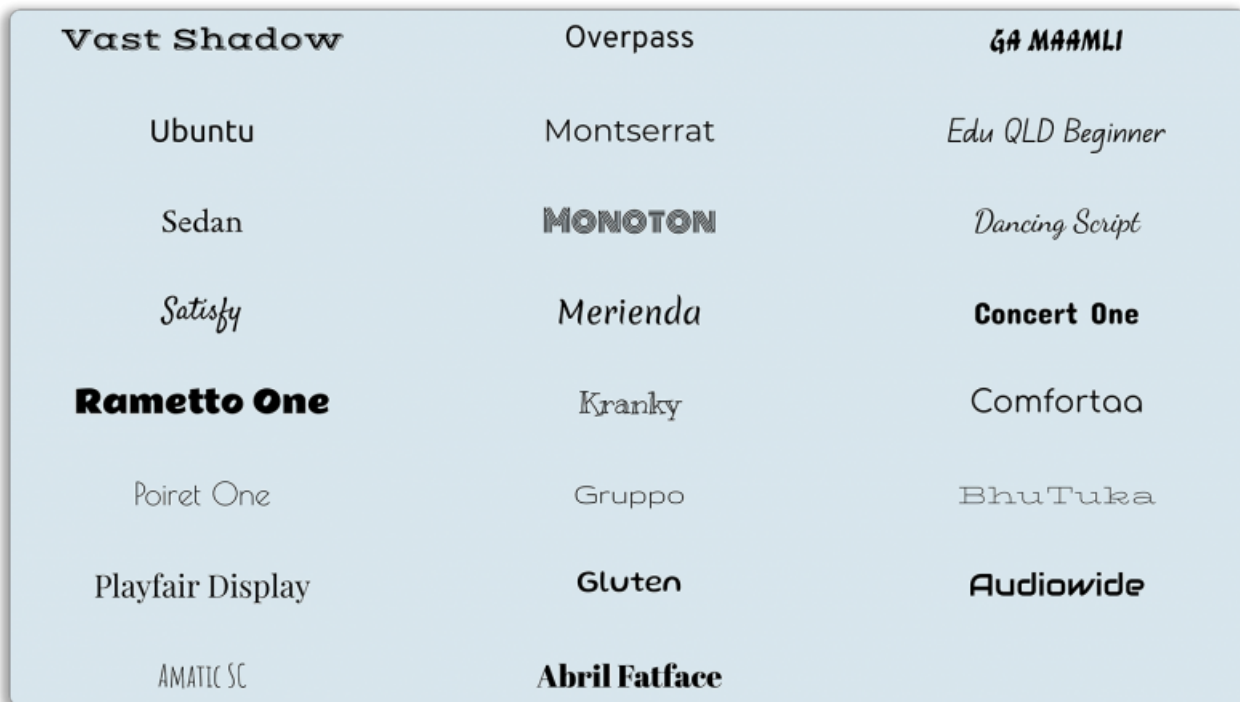 Vast Shadow
Overpass
GA MAAMLI
Ubuntu
Montserrat
Edu QLD Beginner
Sedan
MONOTON
Dancing Script
Satisfy
Merienda
Concert One
Rametto One
Kranky
Comfortaa
Poiret One
Gruppo
BhuTuka
Playfair Display
Gluten
Audiowide
AMATIC SC
Abril Fatface